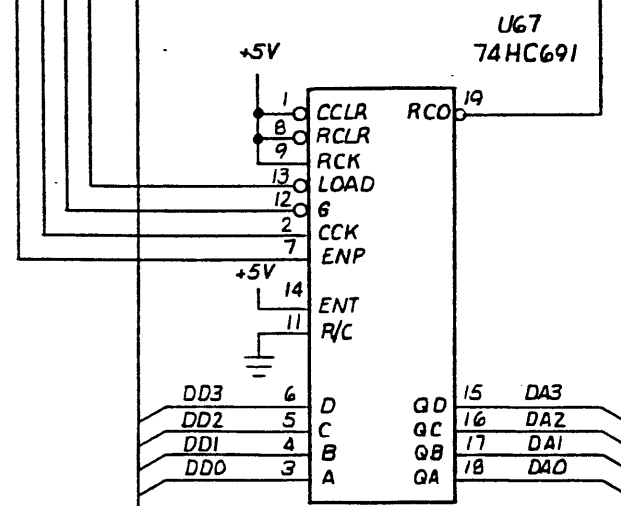 U67
74HC691
+5V
1 CCLR RCO 19
8 RCLR
9 RCK
13 LOAD
12 G
2 CCK
7 ENP
+5V
14 ENT
11 R/C
DD3 6 D QD 15 DA3
DD2 5 C QC 16 DA2
DD1 4 B QB 17 DA1
DD0 3 A QA 18 DA0